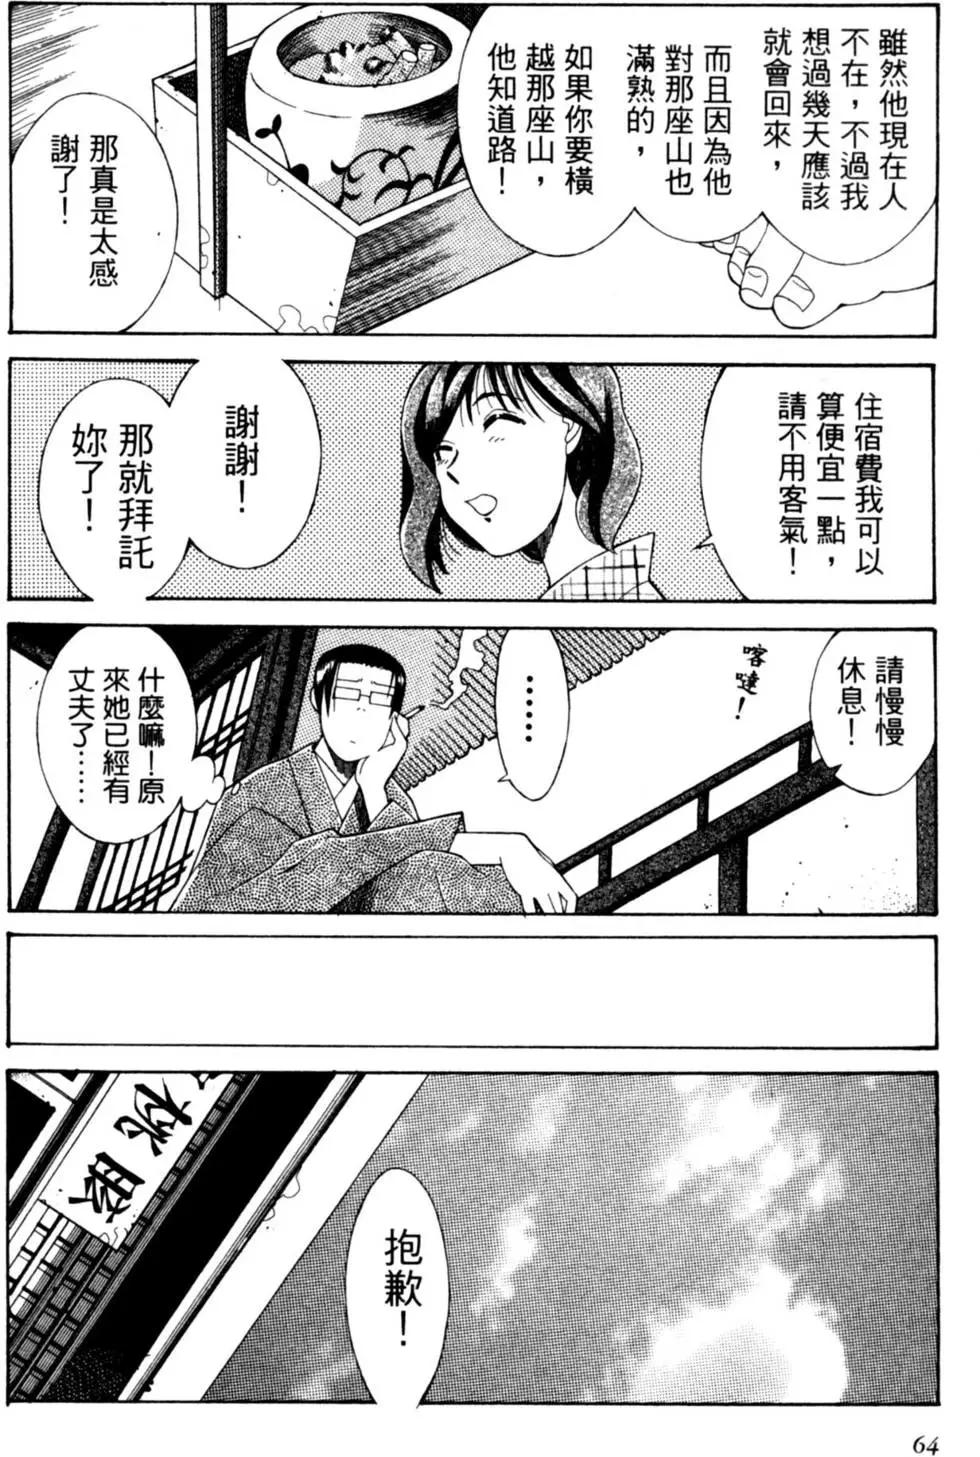 雖然他現在人
不在，不過我
想過幾天應該
就會回來，
而且因為他
對那座山也
滿熟的，
如果你要橫
越那座山，
他知道路！
那真是太感
謝了！
住宿費我可以
算便宜一點，
請不用客氣！
謝謝！
那就拜託
妳了！
請慢慢
休息！
喀噠！
……
什麼嘛！原
來她已經有
丈夫了……
抱歉！
64